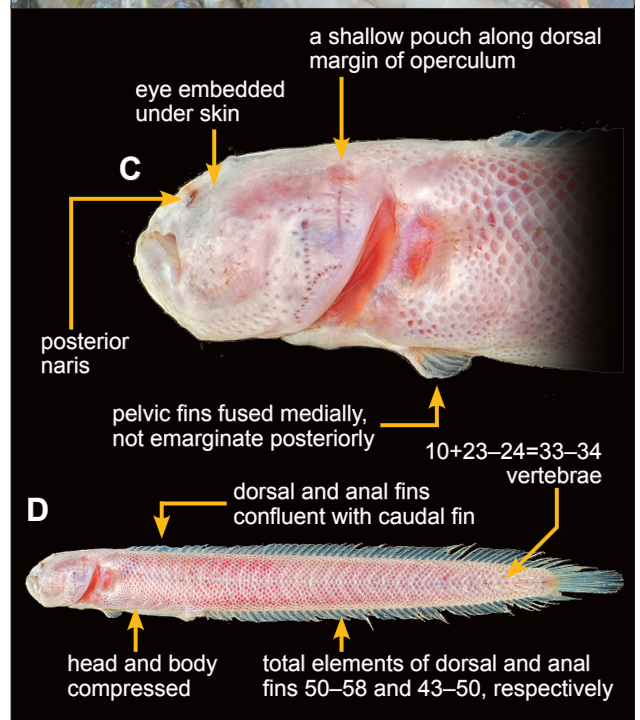 a shallow pouch along dorsal
margin of operculum
eye embedded
under skin
C
posterior
naris
pelvic fins fused medially,
not emarginate posteriorly
10+23–24=33–34
vertebrae
D
dorsal and anal fins
confluent with caudal fin
head and body
compressed
total elements of dorsal and anal
fins 50–58 and 43–50, respectively